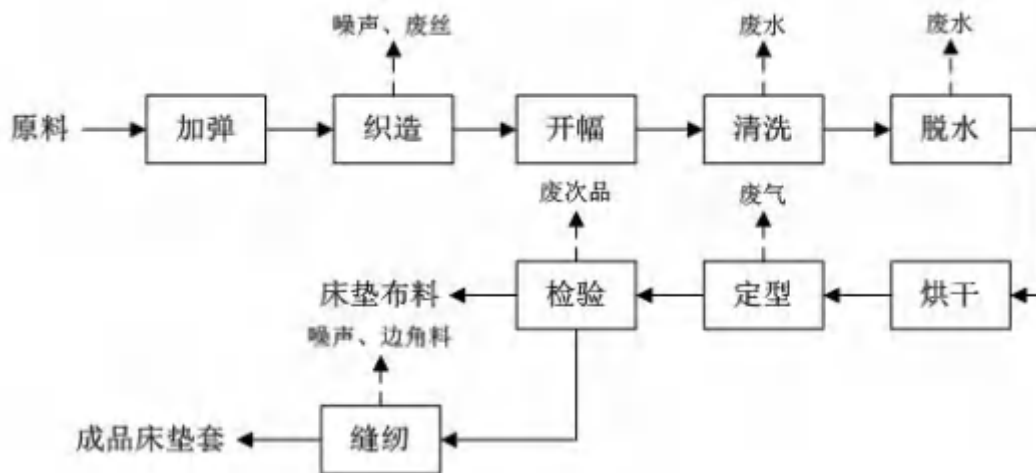 噪声、废丝
废水
废水
原料
加弹
织造
开幅
清洗
脱水
废次品
废气
床垫布料
检验
定型
烘干
噪声、边角料
成品床垫套
缝纫